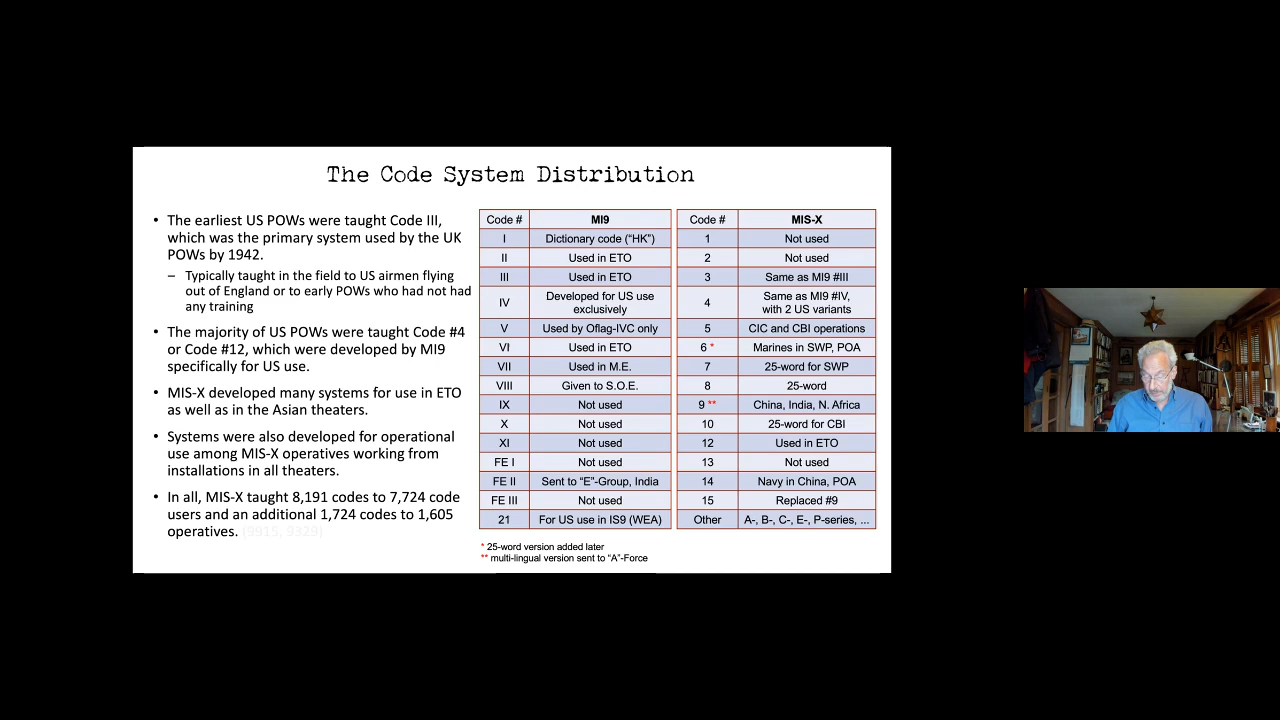 The Code System Distribution
• The earliest US POWs were taught Code III,
which was the primary system used by the UK
POWs by 1942.
– Typically taught in the field to US airmen flying
out of England or to early POWs who had not had
any training
• The majority of US POWs were taught Code #4
or Code #12, which were developed by MI9
specifically for US use.
• MIS-X developed many systems for use in ETO
as well as in the Asian theaters.
• Systems were also developed for operational
use among MIS-X operatives working from
installations in all theaters.
• In all, MIS-X taught 8,191 codes to 7,724 code
users and an additional 1,724 codes to 1,605
operatives. (9915, 9329)
Code # MI9
I Dictionary code (“HK”)
II Used in ETO
III Used in ETO
IV Developed for US use
exclusively
V Used by Oflag-IVC only
VI Used in ETO
VII Used in M.E.
VIII Given to S.O.E.
IX Not used
X Not used
XI Not used
FE I Not used
FE II Sent to “E”-Group, India
FE III Not used
21 For US use in IS9 (WEA)
Code # MIS-X
1 Not used
2 Not used
3 Same as MI9 #III
4 Same as MI9 #IV,
with 2 US variants
5 CIC and CBI operations
6 * Marines in SWP, POA
7 25-word for SWP
8 25-word
9 ** China, India, N. Africa
10 25-word for CBI
12 Used in ETO
13 Not used
14 Navy in China, POA
15 Replaced #9
Other A-, B-, C-, E-, P-series, ...
* 25-word version added later
** multi-lingual version sent to “A”-Force